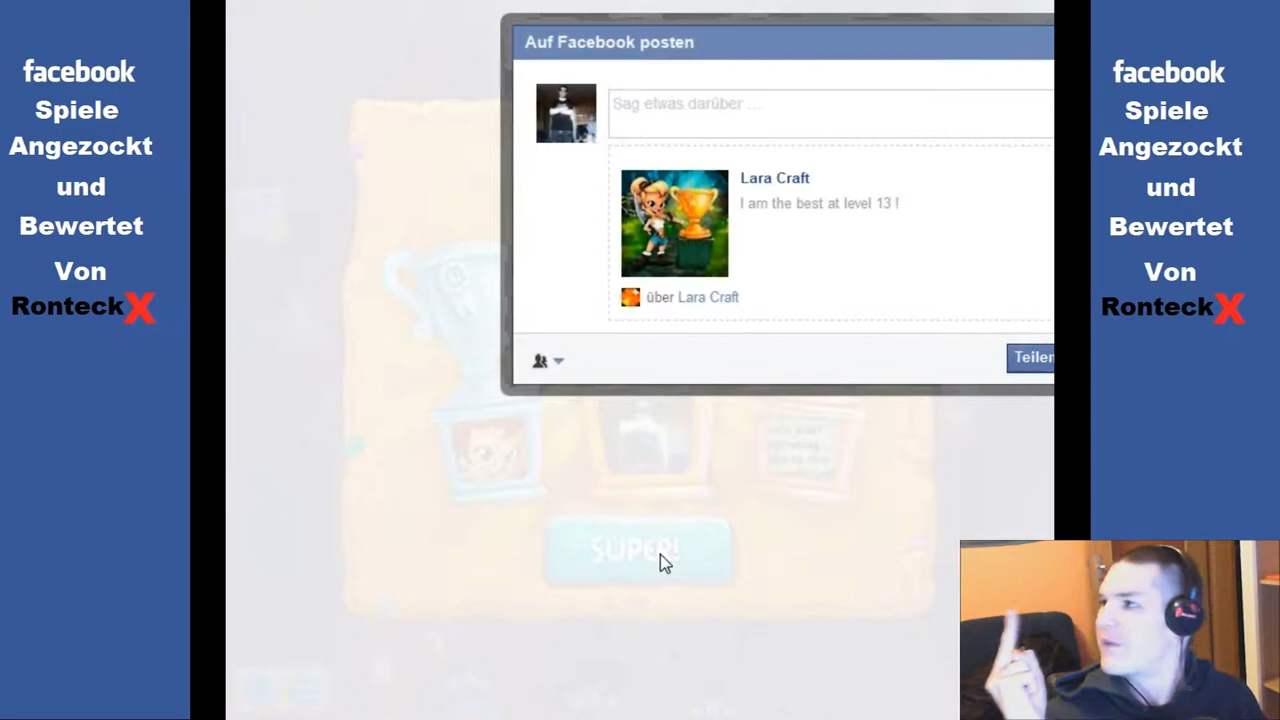 facebook
Spiele
Angezockt
und
Bewertet
Von
RonteckX
Auf Facebook posten
Sag etwas darüber ...
Lara Craft
I am the best at level 13 !
über Lara Craft
Teilen
SUPER!
facebook
Spiele
Angezockt
und
Bewertet
Von
RonteckX